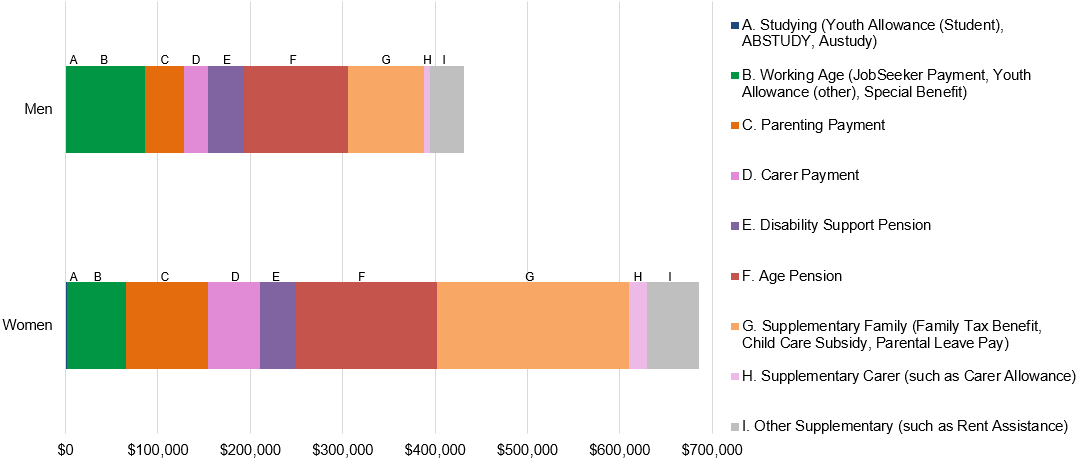 A B C D E F G H I
Men
A B C D E F G H I
Women
$0 $100,000 $200,000 $300,000 $400,000 $500,000 $600,000 $700,000
A. Studying (Youth Allowance (Student),
ABSTUDY, Austudy)
B. Working Age (JobSeeker Payment, Youth
Allowance (other), Special Benefit)
C. Parenting Payment
D. Carer Payment
E. Disability Support Pension
F. Age Pension
G. Supplementary Family (Family Tax Benefit,
Child Care Subsidy, Parental Leave Pay)
H. Supplementary Carer (such as Carer Allowance)
I. Other Supplementary (such as Rent Assistance)